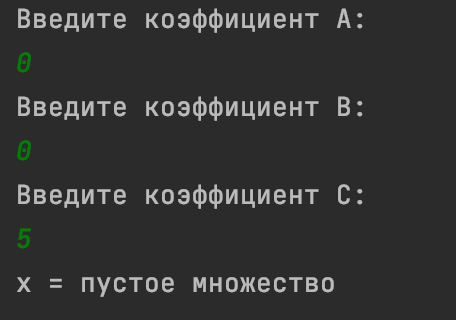 Введите коэффициент A:
0
Введите коэффициент B:
0
Введите коэффициент C:
5
x = пустое множество